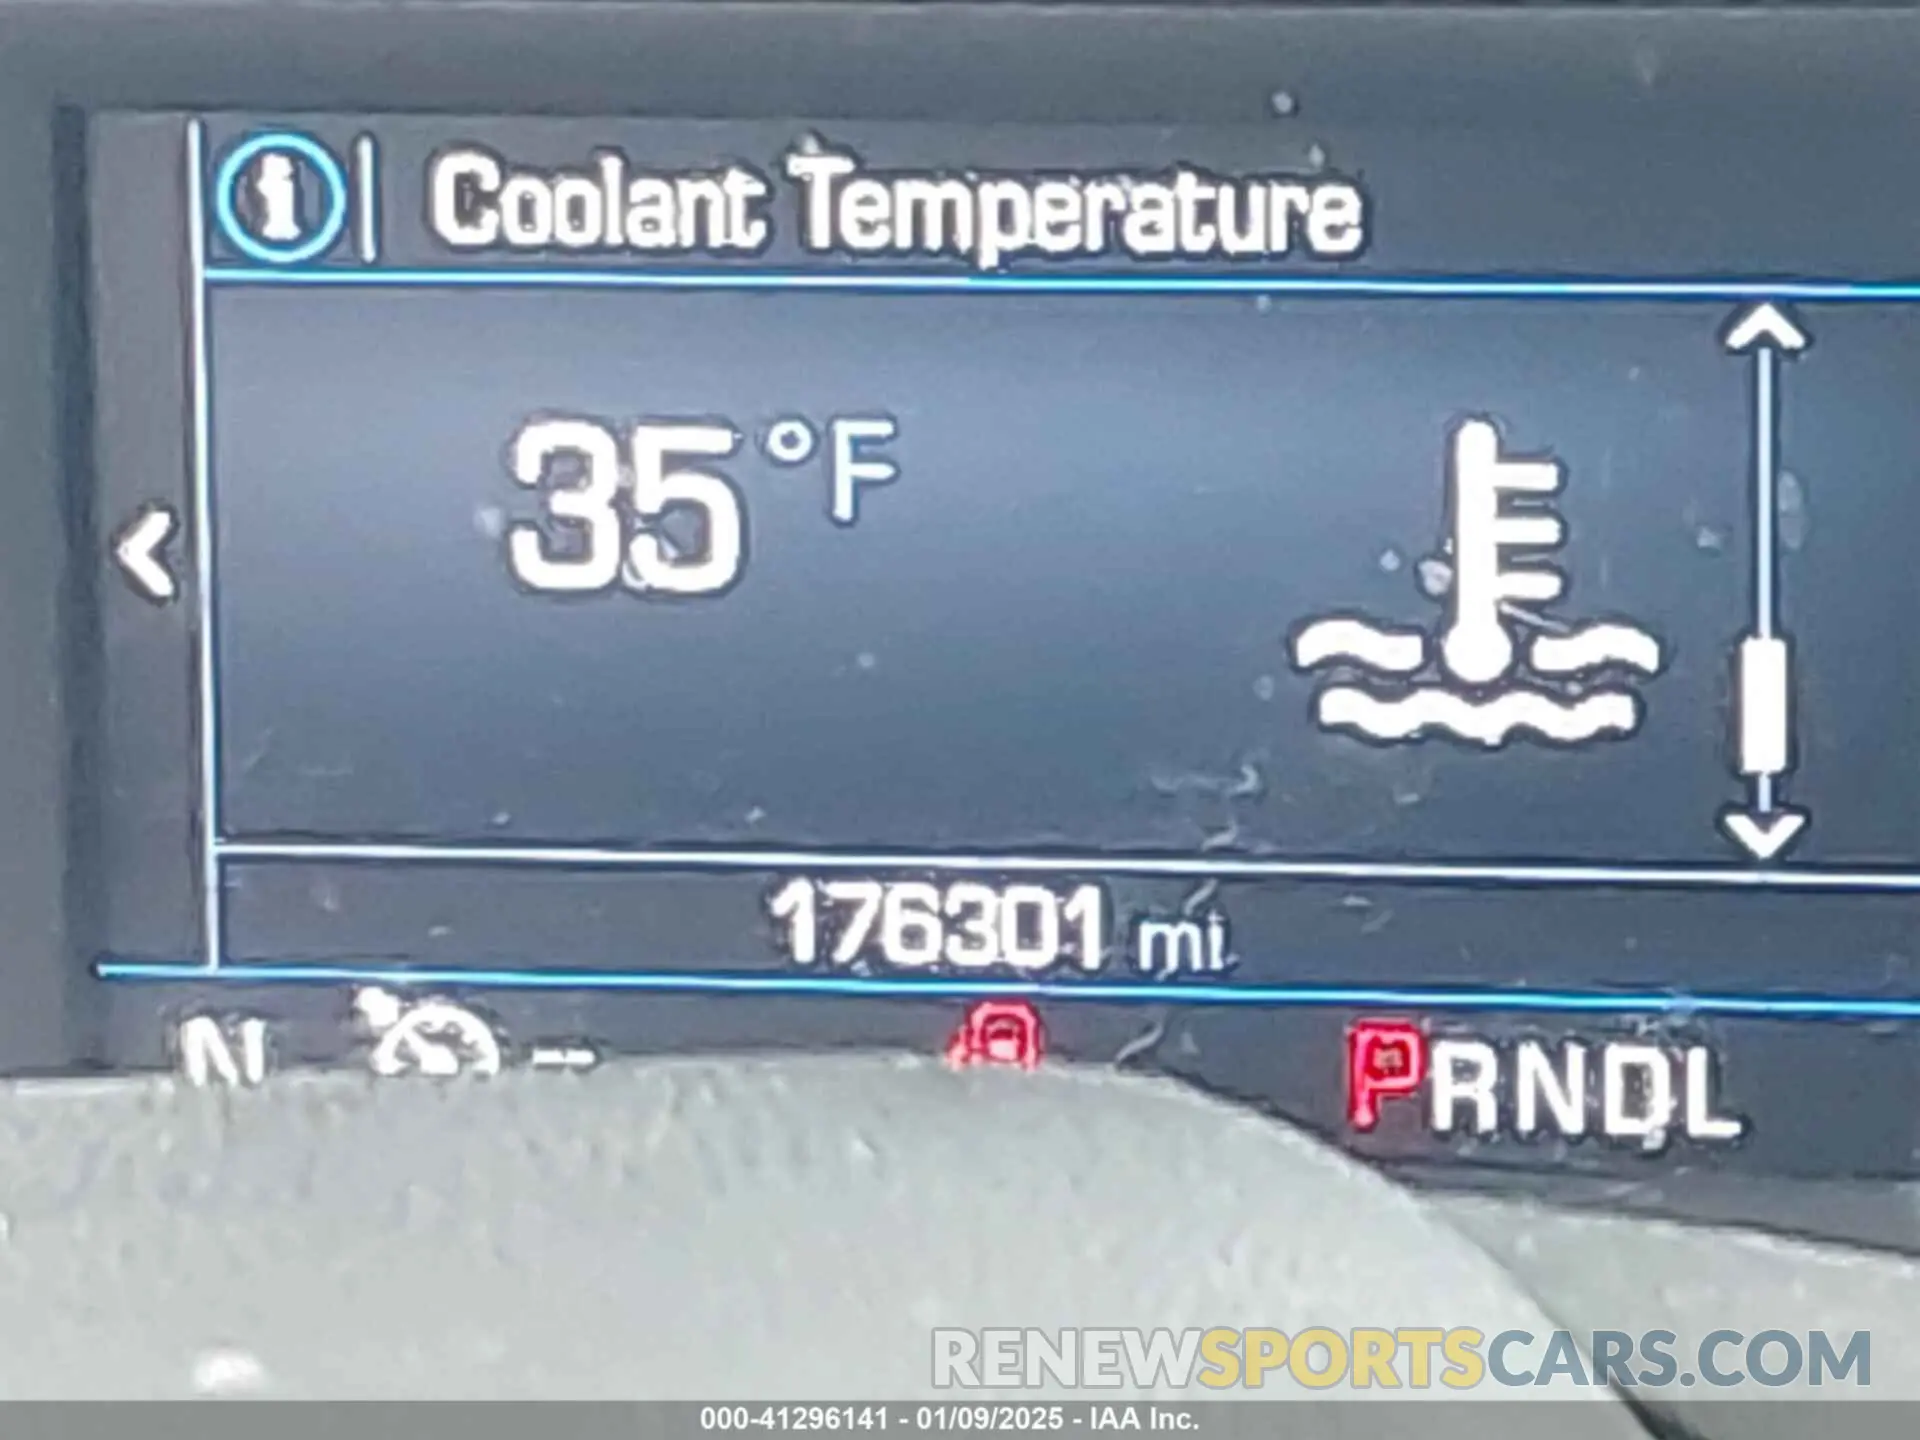 i Coolant Temperature
35 °F
176301 mi
N --
PRNDL
RENEWSPORTSCARS.COM
000-41296141 - 01/09/2025 - IAA Inc.